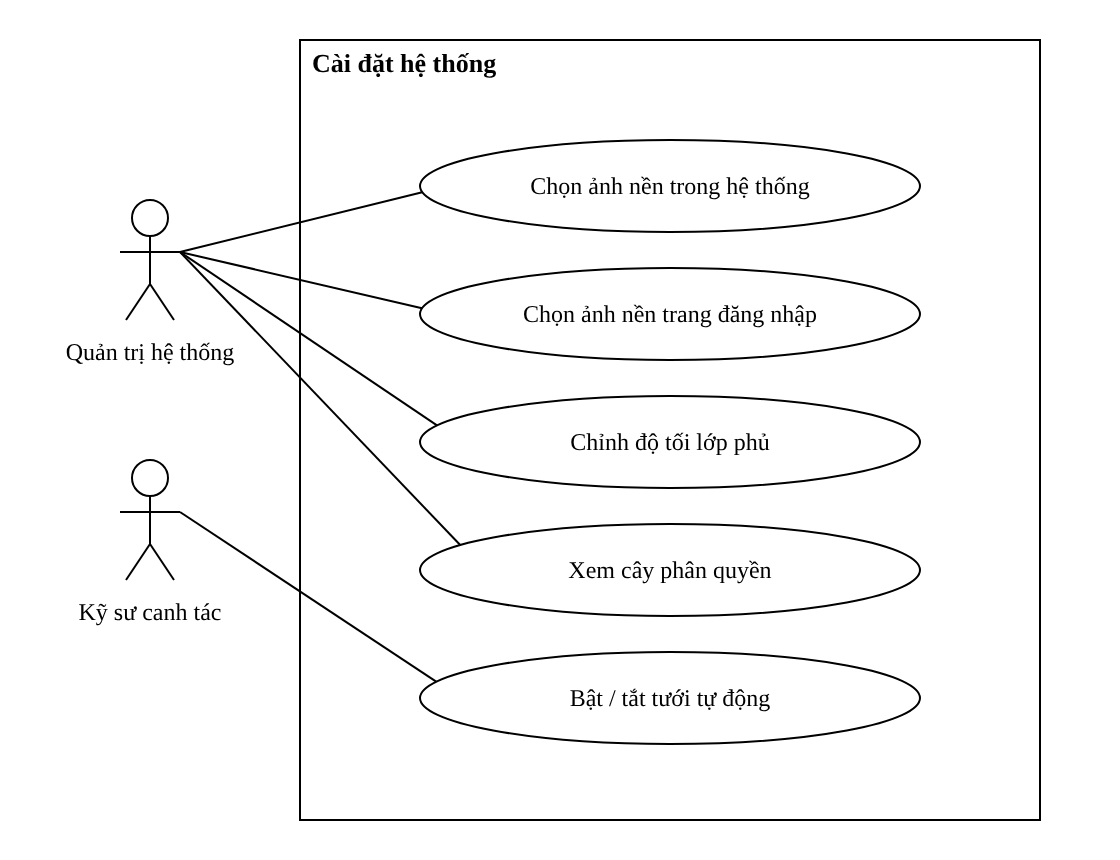 Cài đặt hệ thống
Chọn ảnh nền trong hệ thống
Chọn ảnh nền trang đăng nhập
Quản trị hệ thống
Chỉnh độ tối lớp phủ
Xem cây phân quyền
Kỹ sư canh tác
Bật / tắt tưới tự động